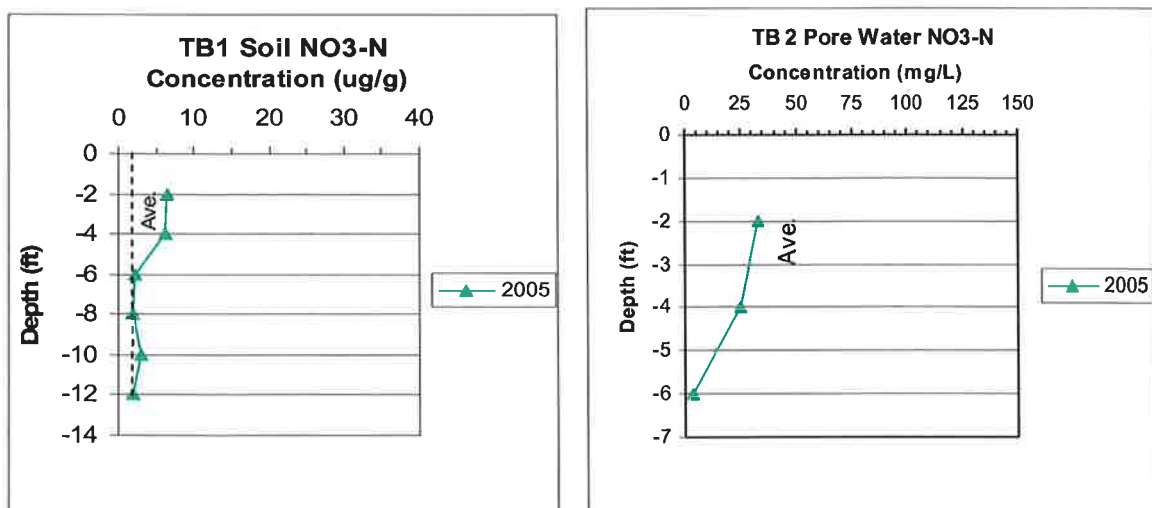 TB1 Soil NO3-N
Concentration (ug/g)
0 10 20 30 40
0
-2
-4
-6
-8
-10
-12
-14
Depth (ft)
Ave.
2005
TB 2 Pore Water NO3-N
Concentration (mg/L)
0 25 50 75 100 125 150
0
-1
-2
-3
-4
-5
-6
-7
Depth (ft)
Ave.
2005